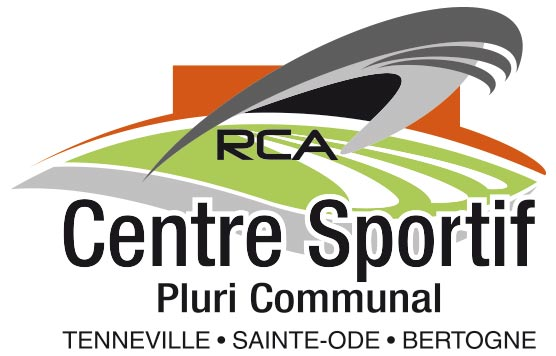 RCA
Centre Sportif
Pluri Communal
TENNEVILLE • SAINTE-ODE • BERTOGNE